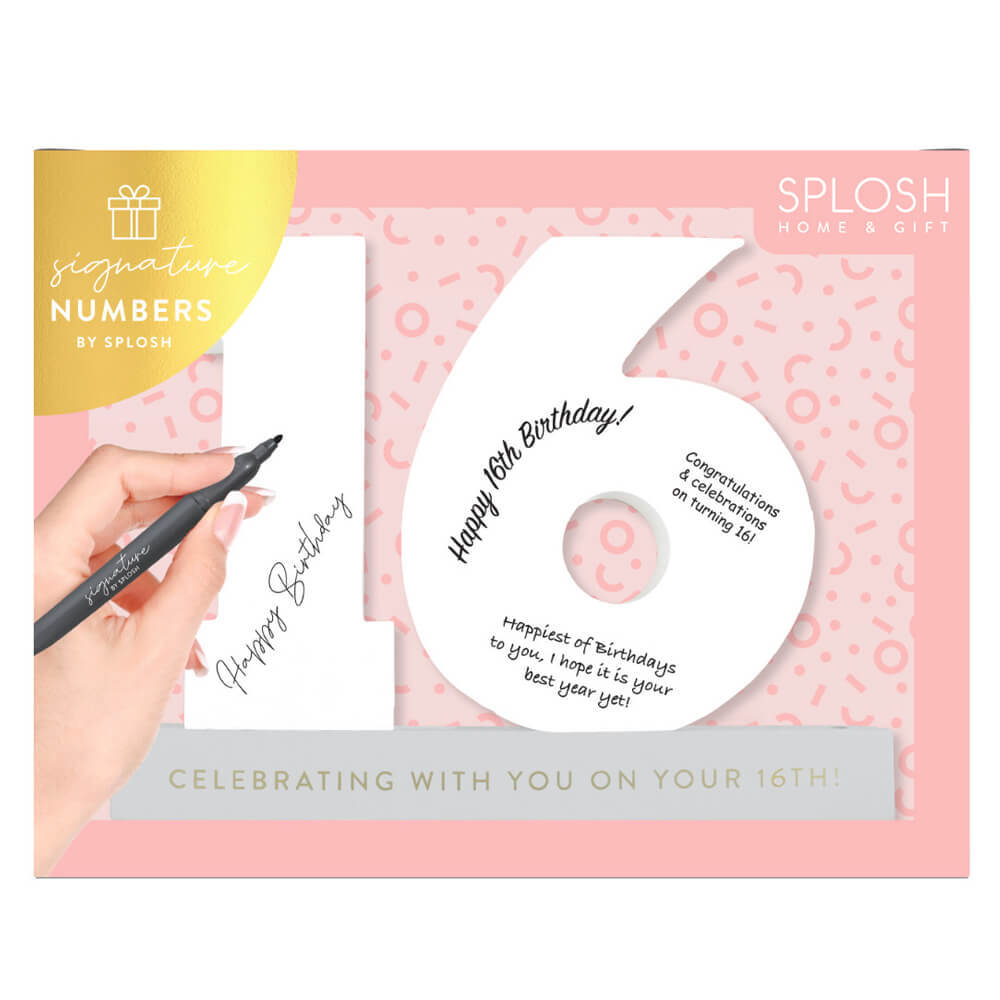 signature
NUMBERS
BY SPLOSH
SPLOSH
HOME & GIFT
Happy 16th Birthday!
Congratulations
& celebrations
on turning 16!
16
Happy Birthday
signature
BY SPLOSH
Happiest of Birthdays
to you, I hope it is your
best year yet!
CELEBRATING WITH YOU ON YOUR 16TH!